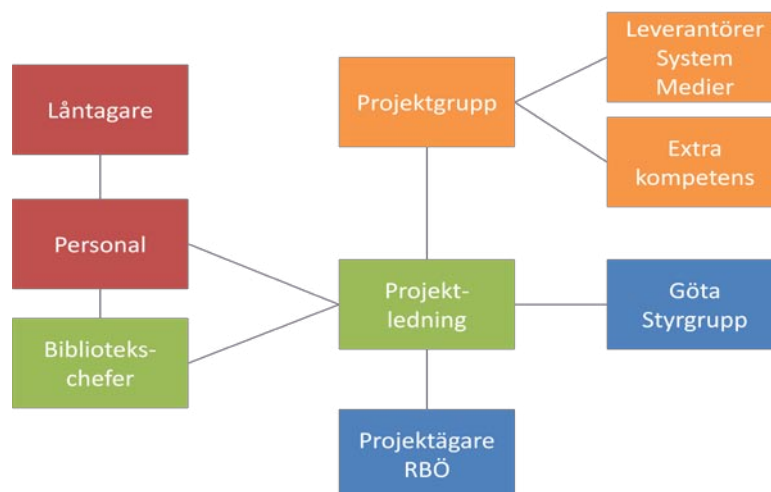 Låntagare
Personal
Biblioteks-
chefer
Projektgrupp
Projekt-
ledning
Projektägare
RBÖ
Leverantörer
System
Medier
Extra
kompetens
Göta
Styrgrupp